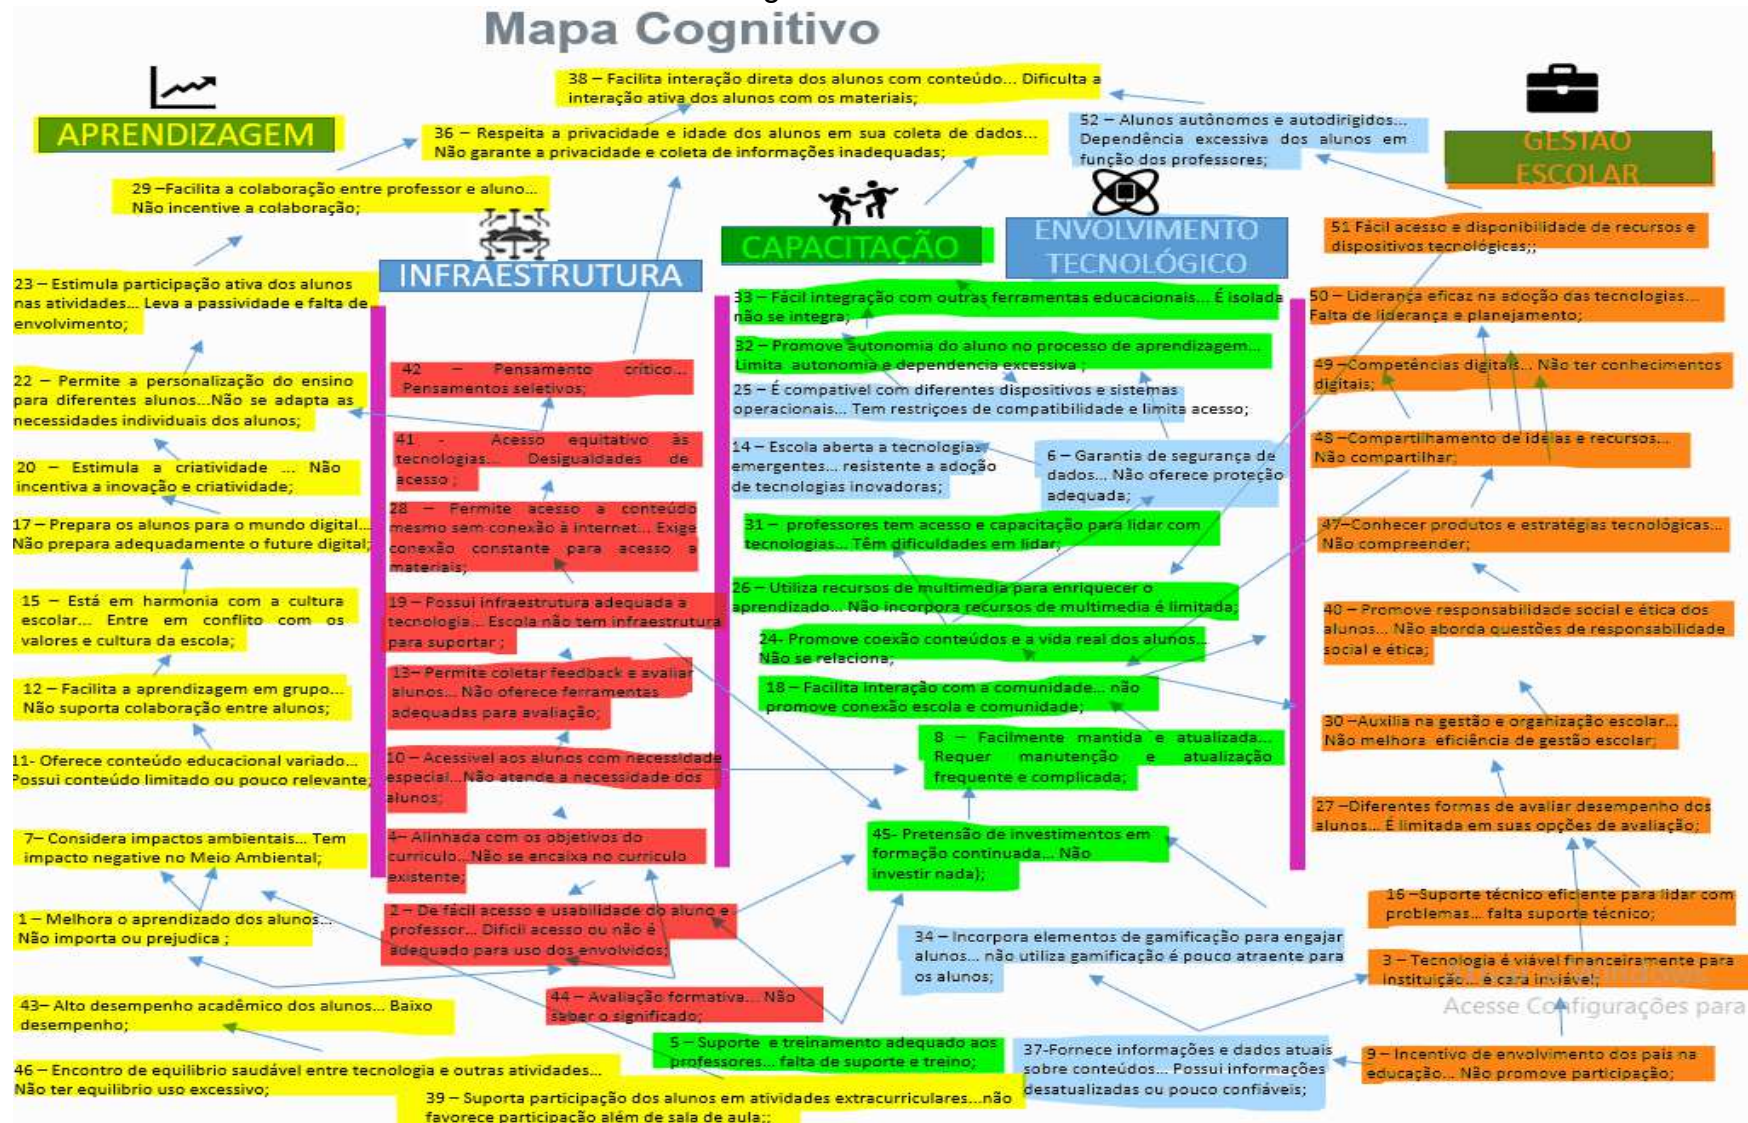 Mapa Cognitivo
38 – Facilita interação direta dos alunos com conteúdo... Dificulta a
interação ativa dos alunos com os materiais;
APRENDIZAGEM
36 – Respeita a privacidade e idade dos alunos em sua coleta de dados...
Não garante a privacidade e coleta de informações inadequadas;
52 – Alunos autônomos e autodirigidos...
Dependência excessiva dos alunos em
função dos professores;
GESTÃO
ESCOLAR
29 –Facilita a colaboração entre professor e aluno...
Não incentive a colaboração;
INFRAESTRUTURA
CAPACITAÇÃO
ENVOLVIMENTO
TECNOLÓGICO
23 – Estimula participação ativa dos alunos
nas atividades... Leva a passividade e falta de
envolvimento;
22 – Permite a personalização do ensino
para diferentes alunos...Não se adapta as
necessidades individuais dos alunos;
20 – Estimula a criatividade ... Não
incentiva a inovação e criatividade;
17 – Prepara os alunos para o mundo digital...
Não prepara adequadamente o future digital;
15 – Está em harmonia com a cultura
escolar... Entre em conflito com os
valores e cultura da escola;
12 – Facilita a aprendizagem em grupo...
Não suporta colaboração entre alunos;
11- Oferece conteúdo educacional variado...
Possui conteúdo limitado ou pouco relevante;
7– Considera impactos ambientais... Tem
impacto negative no Meio Ambiental;
1 – Melhora o aprendizado dos alunos...
Não importa ou prejudica ;
43– Alto desempenho acadêmico dos alunos... Baixo
desempenho;
46 – Encontro de equilibrio saudável entre tecnologia e outras atividades...
Não ter equilibrio uso excessivo;
39 – Suporta participação dos alunos em atividades extracurriculares...não
favorece participação além de sala de aula;;
42 – Pensamento crítico...
Pensamentos seletivos;
41 - Acesso equitativo às
tecnologias... Desigualdades de
acesso ;
28 – Permite acesso a conteúdo
mesmo sem conexão à internet... Exige
conexão constante para acesso a
materiais;
19 – Possui infraestrutura adequada a
tecnologia... Escola não tem infraestrutura
para suportar ;
13– Permite coletar feedback e avaliar
alunos... Não oferece ferramentas
adequadas para avaliação;
10 – Acessivel aos alunos com necessidade
especial...Não atende a necessidade dos
alunos;
4– Alinhada com os objetivos do
curriculo...Não se encaixa no curriculo
existente;
2 – De fácil acesso e usabilidade do aluno e
professor... Dificil acesso ou não é
adequado para uso dos envolvidos;
44 – Avaliação formativa... Não
saber o significado;
33 – Fácil integração com outras ferramentas educacionais... É isolada
não se integra;
32 – Promove autonomia do aluno no processo de aprendizagem...
Limita autonomia e dependencia excessiva ;
25 – É compativel com diferentes dispositivos e sistemas
operacionais... Tem restriçoes de compatibilidade e limita acesso;
14 – Escola aberta a tecnologias
emergentes... resistente a adoção
de tecnologias inovadoras;
6 – Garantia de segurança de
dados... Não oferece proteção
adequada;
31 – professores tem acesso e capacitação para lidar com
tecnologias... Têm dificuldades em lidar;
26 – Utiliza recursos de multimedia para enriquecer o
aprendizado... Não incorpora recursos de multimedia é limitada;
24- Promove coexão conteúdos e a vida real dos alunos...
Não se relaciona;
18 – Facilita Interação com a comunidade... não
promove conexão escola e comunidade;
8 – Facilmente mantida e atualizada...
Requer manutenção e atualização
frequente e complicada;
45- Pretensão de investimentos em
formação continuada... Não
investir nada);
34 – Incorpora elementos de gamificação para engajar
alunos... não utiliza gamificação é pouco atraente para
os alunos;
5 – Suporte e treinamento adequado aos
professores... falta de suporte e treino;
37-Fornece informações e dados atuais
sobre conteúdos... Possui informações
desatualizadas ou pouco confiáveis;
51 Fácil acesso e disponibilidade de recursos e
dispositivos tecnológicas;;
50 – Liderança eficaz na adoção das tecnologias...
Falta de liderança e planejamento;
49 –Competências digitais... Não ter conhecimentos
digitais;
48 –Compartilhamento de ideias e recursos...
Não compartilhar;
47–Conhecer produtos e estratégias tecnológicas...
Não compreender;
40 – Promove responsabilidade social e ética dos
alunos... Não aborda questões de responsabilidade
social e ética;
30 –Auxilia na gestão e organização escolar...
Não melhora eficiência de gestão escolar;
27 –Diferentes formas de avaliar desempenho dos
alunos... É limitada em suas opções de avaliação;
16 –Suporte técnico eficiente para lidar com
problemas... falta suporte técnico;
3 – Tecnologia é viável financeiramente para
instituição... é cara inviável;
Acesse Configurações para
9 – Incentivo de envolvimento dos pais na
educação... Não promove participação;